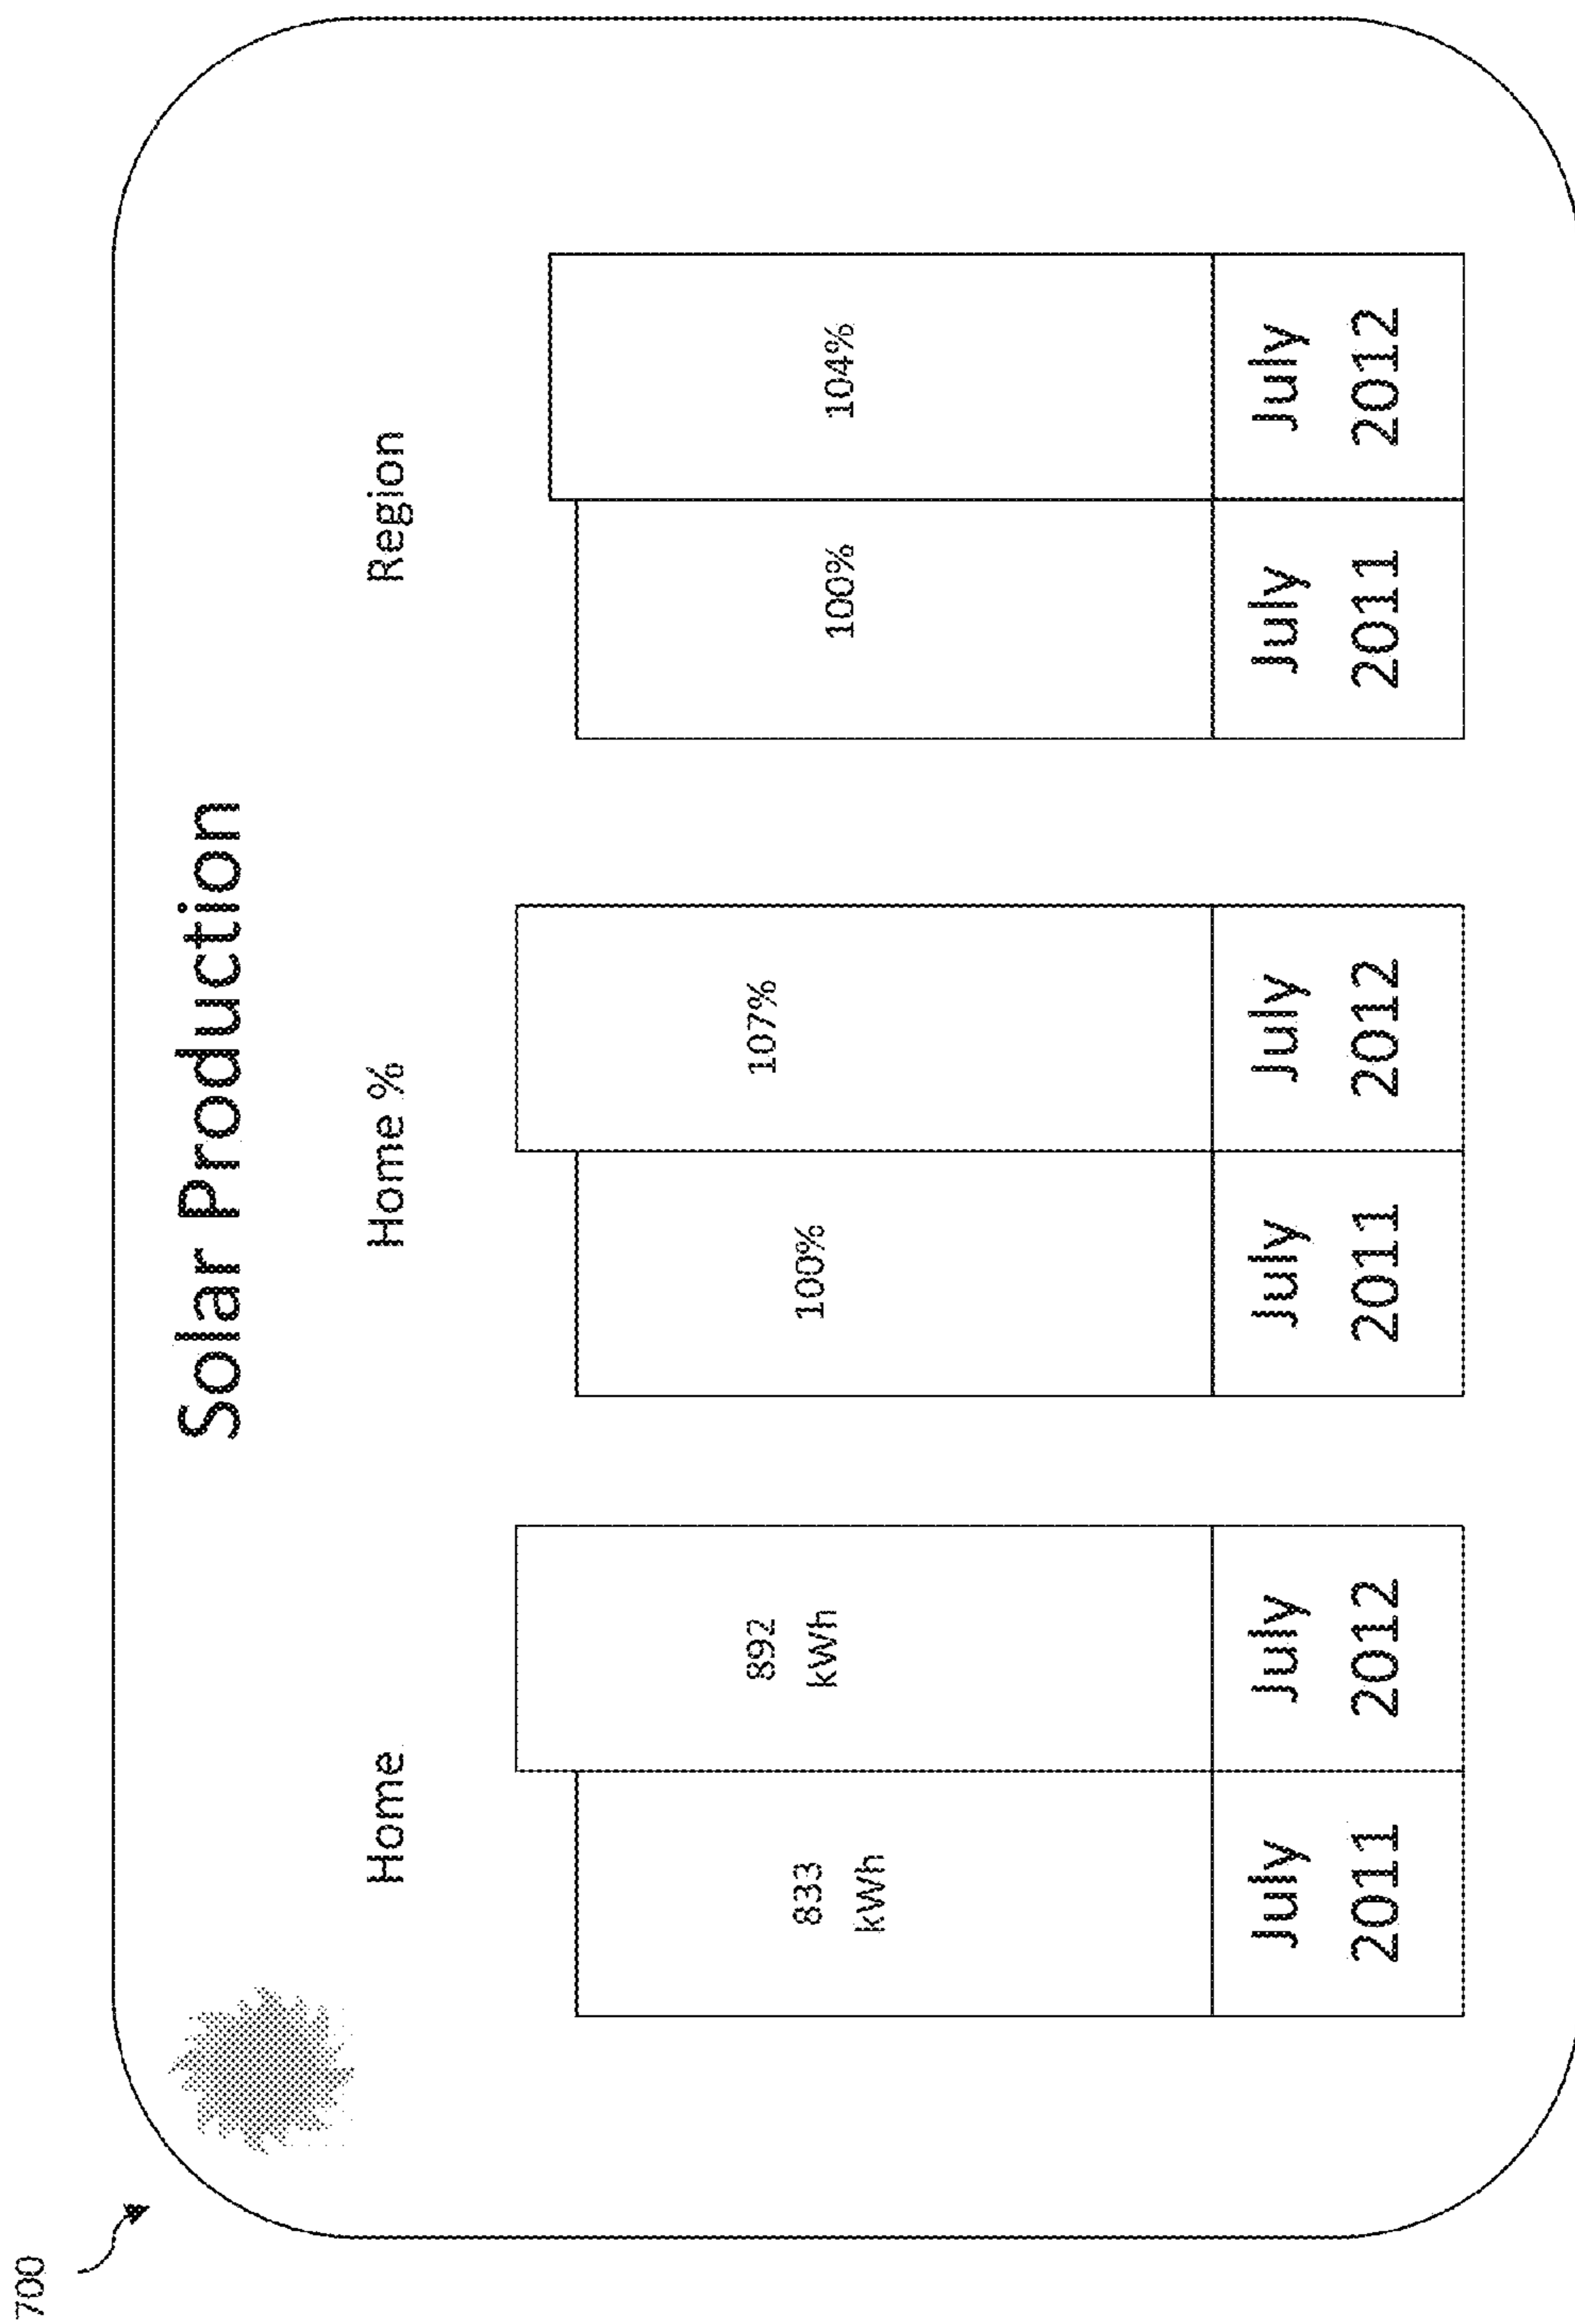 700
Solar Production
Home
833
kWh
892
kWh
July
2011
July
2012
Home %
100%
107%
July
2011
July
2012
Region
100%
104%
July
2011
July
2012